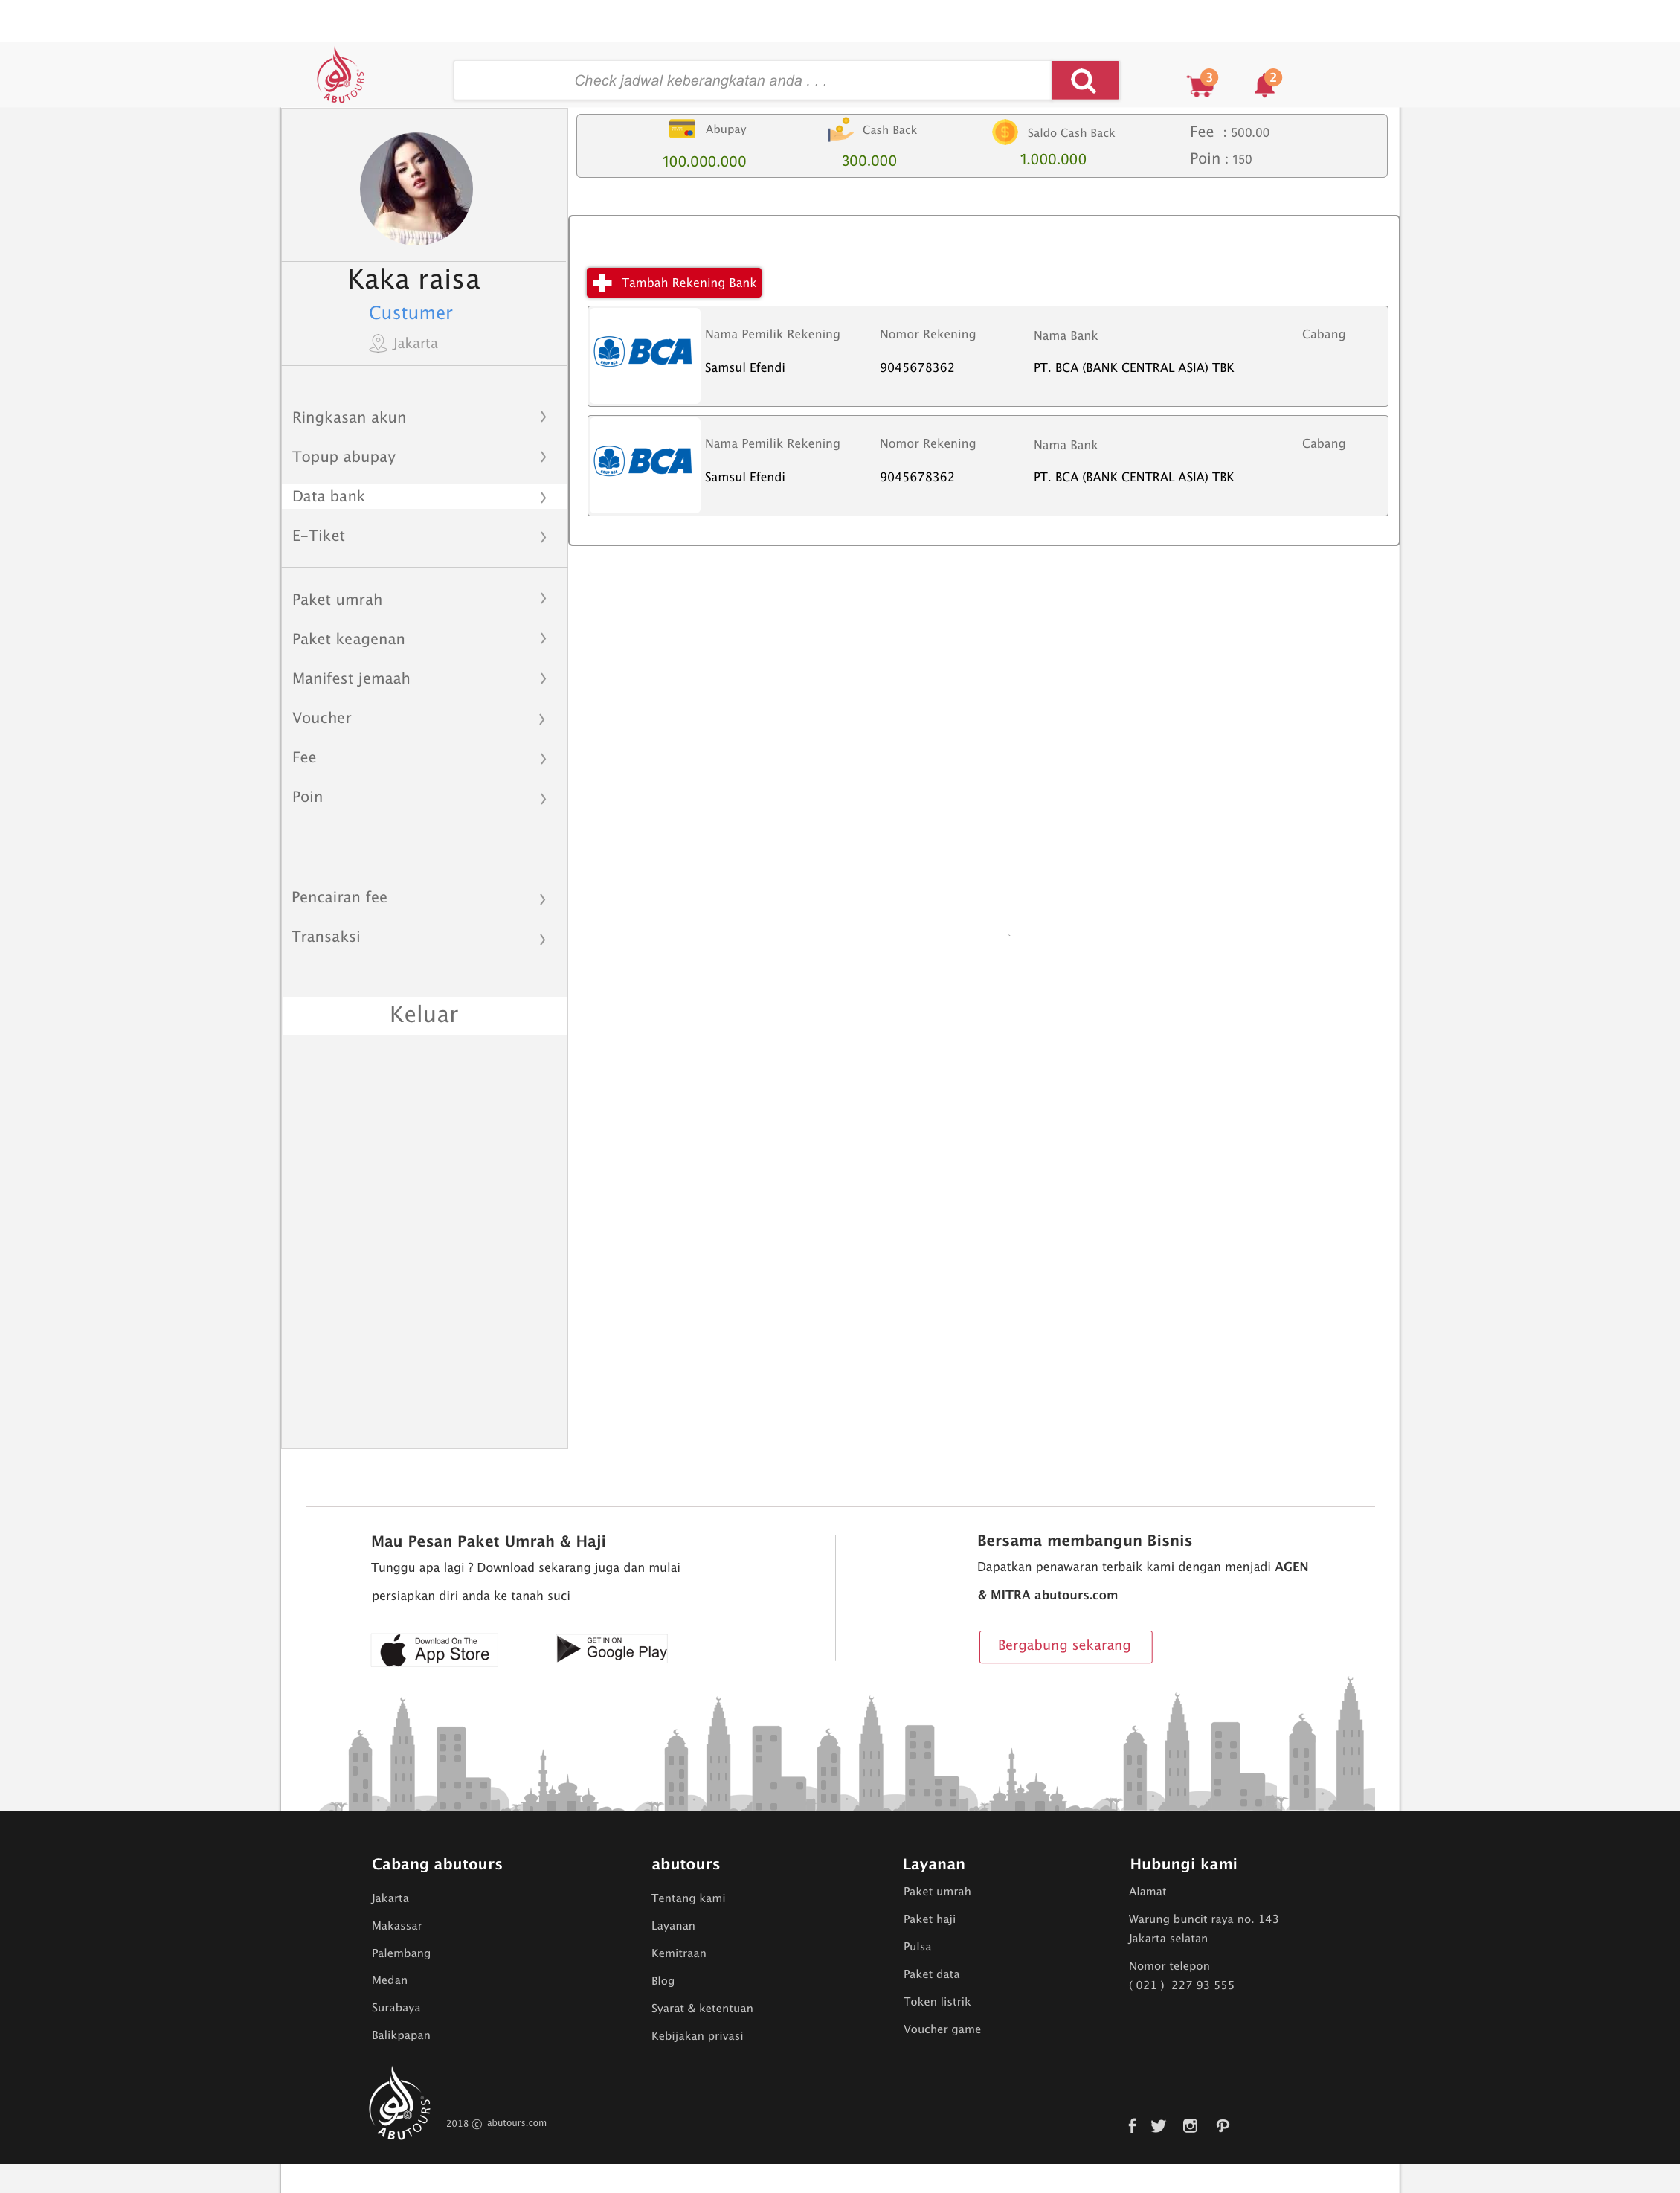 ABUTOURS
Check jadwal keberangkatan anda . . .
3
2
Abupay
Cash Back
Saldo Cash Back
Fee : 500.00
100.000.000
300.000
1.000.000
Poin : 150
Kaka raisa
Custumer
Jakarta
Ringkasan akun
Topup abupay
Data bank
E-Tiket
Paket umrah
Paket keagenan
Manifest jemaah
Voucher
Fee
Poin
Pencairan fee
Transaksi
Keluar
Tambah Rekening Bank
BCA
Nama Pemilik Rekening
Nomor Rekening
Nama Bank
Cabang
Samsul Efendi
9045678362
PT. BCA (BANK CENTRAL ASIA) TBK
BCA
Nama Pemilik Rekening
Nomor Rekening
Nama Bank
Cabang
Samsul Efendi
9045678362
PT. BCA (BANK CENTRAL ASIA) TBK
Mau Pesan Paket Umrah & Haji
Tunggu apa lagi ? Download sekarang juga dan mulai
persiapkan diri anda ke tanah suci
Download On The
App Store
GET IN ON
Google Play
Bersama membangun Bisnis
Dapatkan penawaran terbaik kami dengan menjadi AGEN
& MITRA abutours.com
Bergabung sekarang
Cabang abutours
Jakarta
Makassar
Palembang
Medan
Surabaya
Balikpapan
abutours
Tentang kami
Layanan
Kemitraan
Blog
Syarat & ketentuan
Kebijakan privasi
Layanan
Paket umrah
Paket haji
Pulsa
Paket data
Token listrik
Voucher game
Hubungi kami
Alamat
Warung buncit raya no. 143
Jakarta selatan
Nomor telepon
( 021 ) 227 93 555
ABUTOURS
2018 © abutours.com